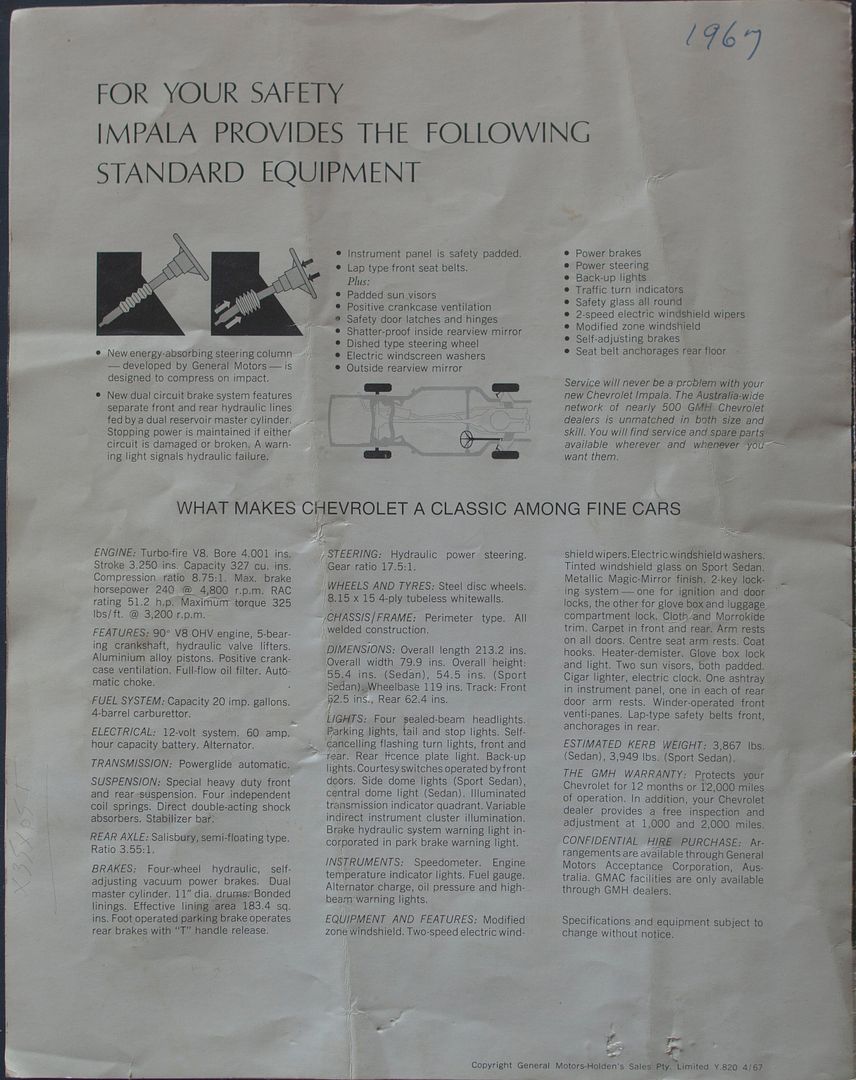 1967
FOR YOUR SAFETY
IMPALA PROVIDES THE FOLLOWING
STANDARD EQUIPMENT
• New energy-absorbing steering column
— developed by General Motors — is
designed to compress on impact.
• New dual circuit brake system features
separate front and rear hydraulic lines
fed by a dual reservoir master cylinder.
Stopping power is maintained if either
circuit is damaged or broken. A warn-
ing light signals hydraulic failure.
• Instrument panel is safety padded.
• Lap type front seat belts.
Plus:
• Padded sun visors
• Positive crankcase ventilation
• Safety door latches and hinges
• Shatter-proof inside rearview mirror
• Dished type steering wheel
• Electric windscreen washers
• Outside rearview mirror
• Power brakes
• Power steering
• Back-up lights
• Traffic turn indicators
• Safety glass all round
• 2-speed electric windshield wipers
• Modified zone windshield
• Self-adjusting brakes
• Seat belt anchorages rear floor
Service will never be a problem with your
new Chevrolet Impala. The Australia-wide
network of nearly 500 GMH Chevrolet
dealers is unmatched in both size and
skill. You will find service and spare parts
available wherever and whenever you
want them.
WHAT MAKES CHEVROLET A CLASSIC AMONG FINE CARS
ENGINE: Turbo-fire V8. Bore 4.001 ins.
Stroke 3.250 ins. Capacity 327 cu. ins.
Compression ratio 8.75:1. Max. brake
horsepower 240 @ 4,800 r.p.m. RAC
rating 51.2 h.p. Maximum torque 325
lbs/ft. @ 3,200 r.p.m.
FEATURES: 90° V8 OHV engine, 5-bear-
ing crankshaft, hydraulic valve lifters.
Aluminium alloy pistons. Positive crank-
case ventilation. Full-flow oil filter. Auto-
matic choke.
FUEL SYSTEM: Capacity 20 imp. gallons.
4-barrel carburettor.
ELECTRICAL: 12-volt system. 60 amp.
hour capacity battery. Alternator.
TRANSMISSION: Powerglide automatic.
SUSPENSION: Special heavy duty front
and rear suspension. Four independent
coil springs. Direct double-acting shock
absorbers. Stabilizer bar.
REAR AXLE: Salisbury, semi-floating type.
Ratio 3.55:1.
BRAKES: Four-wheel hydraulic, self-
adjusting vacuum power brakes. Dual
master cylinder. 11" dia. drums. Bonded
linings. Effective lining area 183.4 sq.
ins. Foot operated parking brake operates
rear brakes with "T" handle release.
STEERING: Hydraulic power steering.
Gear ratio 17.5:1.
WHEELS AND TYRES: Steel disc wheels.
8.15 x 15 4-ply tubeless whitewalls.
CHASSIS/FRAME: Perimeter type. All
welded construction.
DIMENSIONS: Overall length 213.2 ins.
Overall width 79.9 ins. Overall height:
55.4 ins. (Sedan), 54.5 ins. (Sport
Sedan). Wheelbase 119 ins. Track: Front
62.5 ins., Rear 62.4 ins.
LIGHTS: Four sealed-beam headlights.
Parking lights, tail and stop lights. Self-
cancelling flashing turn lights, front and
rear. Rear licence plate light. Back-up
lights. Courtesy switches operated by front
doors. Side dome lights (Sport Sedan),
central dome light (Sedan). Illuminated
transmission indicator quadrant. Variable
indirect instrument cluster illumination.
Brake hydraulic system warning light in-
corporated in park brake warning light.
INSTRUMENTS: Speedometer. Engine
temperature indicator lights. Fuel gauge.
Alternator charge, oil pressure and high-
beam warning lights.
EQUIPMENT AND FEATURES: Modified
zone windshield. Two-speed electric wind-
shield wipers. Electric windshield washers.
Tinted windshield glass on Sport Sedan.
Metallic Magic-Mirror finish. 2-key lock-
ing system — one for ignition and door
locks, the other for glove box and luggage
compartment lock. Cloth and Morrokide
trim. Carpet in front and rear. Arm rests
on all doors. Centre seat arm rests. Coat
hooks. Heater-demister. Glove box lock
and light. Two sun visors, both padded.
Cigar lighter, electric clock. One ashtray
in instrument panel, one in each of rear
door arm rests. Winder-operated front
venti-panes. Lap-type safety belts front,
anchorages in rear.
ESTIMATED KERB WEIGHT: 3,867 lbs.
(Sedan), 3,949 lbs. (Sport Sedan).
THE GMH WARRANTY: Protects your
Chevrolet for 12 months or 12,000 miles
of operation. In addition, your Chevrolet
dealer provides a free inspection and
adjustment at 1,000 and 2,000 miles.
CONFIDENTIAL HIRE PURCHASE: Ar-
rangements are available through General
Motors Acceptance Corporation, Aus-
tralia. GMAC facilities are only available
through GMH dealers.
Specifications and equipment subject to
change without notice.
Copyright General Motors-Holden's Sales Pty. Limited Y.820 4/67